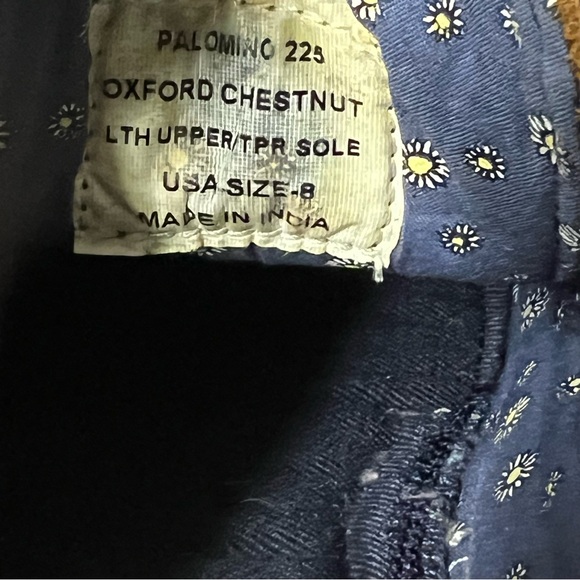 PALOMINO 225
OXFORD CHESTNUT
LTH UPPER/TPR SOLE
USA SIZE-8
MADE IN INDIA